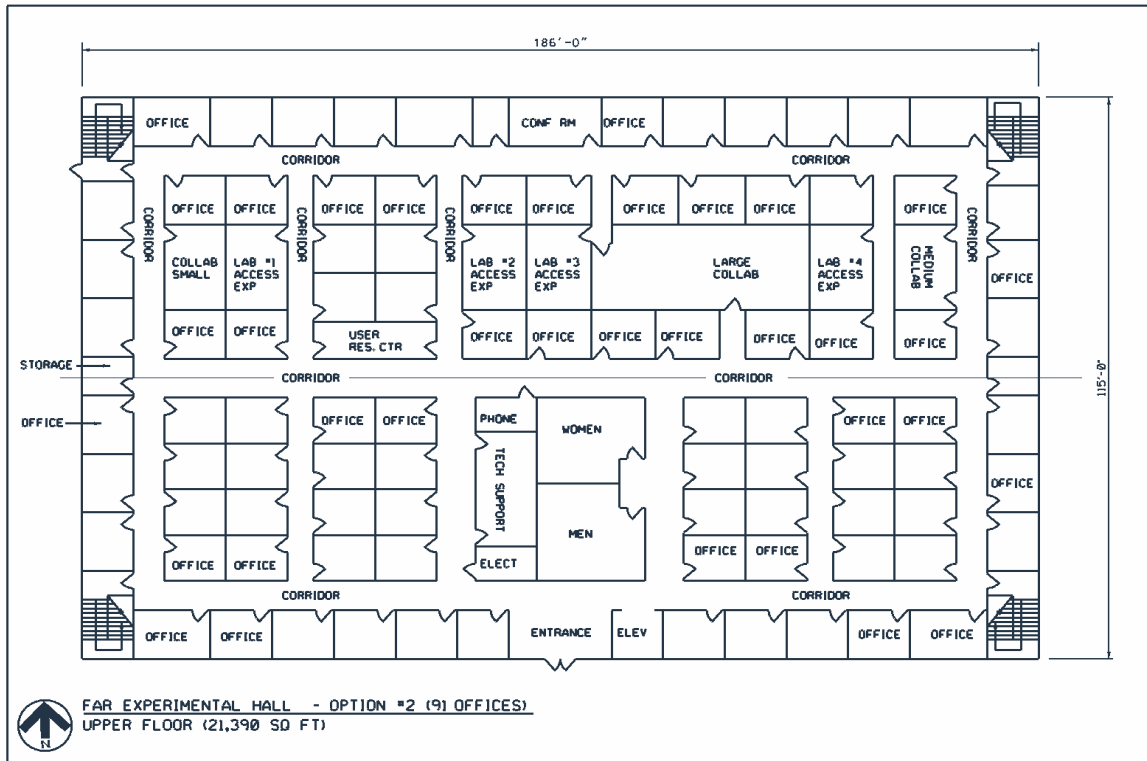 186'-0"
OFFICE
CONF RM
OFFICE
CORRIDOR
CORRIDOR
CORRIDOR
OFFICE
OFFICE
CORRIDOR
OFFICE
OFFICE
CORRIDOR
OFFICE
OFFICE
OFFICE
OFFICE
OFFICE
OFFICE
CORRIDOR
COLLAB
SMALL
LAB #1
ACCESS
EXP
LAB #2
ACCESS
EXP
LAB #3
ACCESS
EXP
LARGE
COLLAB
LAB #4
ACCESS
EXP
MEDIUM
COLLAB
OFFICE
OFFICE
OFFICE
USER
RES. CTR
OFFICE
OFFICE
OFFICE
OFFICE
OFFICE
OFFICE
OFFICE
STORAGE
CORRIDOR
CORRIDOR
115'-0"
OFFICE
OFFICE
OFFICE
PHONE
WOMEN
OFFICE
OFFICE
TECH SUPPORT
OFFICE
MEN
OFFICE
OFFICE
ELECT
OFFICE
OFFICE
CORRIDOR
CORRIDOR
OFFICE
OFFICE
ENTRANCE
ELEV
OFFICE
OFFICE
N
FAR EXPERIMENTAL HALL - OPTION #2 (91 OFFICES)
UPPER FLOOR (21,390 SQ FT)